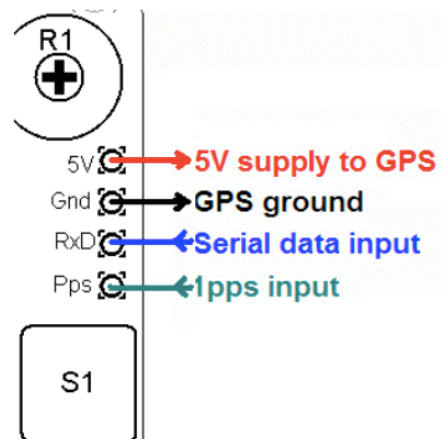 R1
5V 5V supply to GPS
Gnd GPS ground
RxD Serial data input
Pps 1pps input
S1